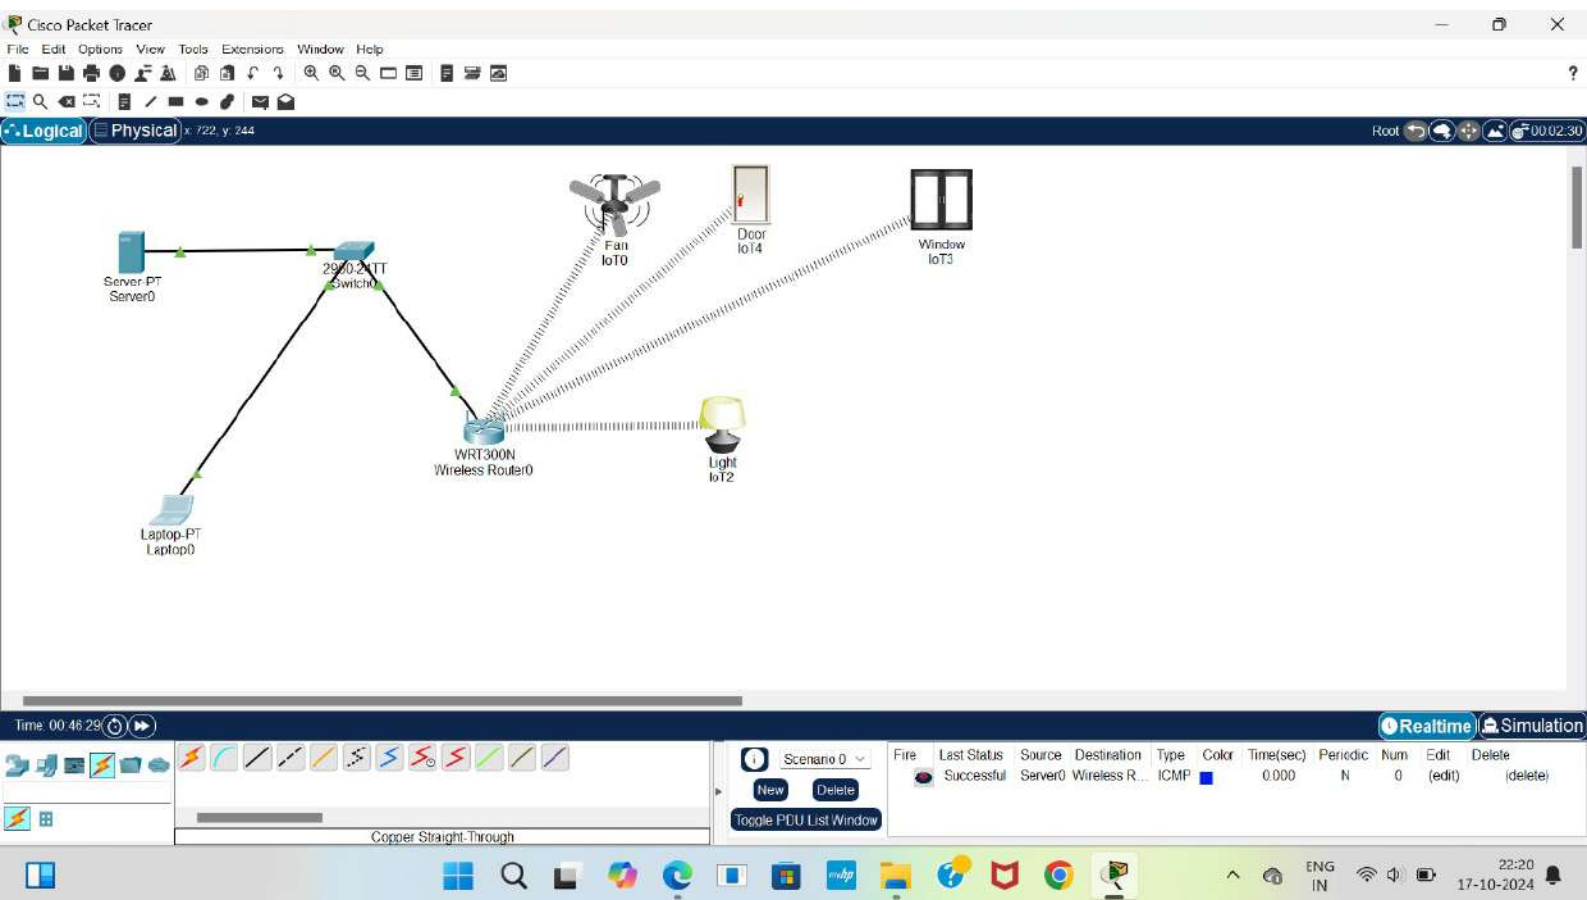 Cisco Packet Tracer
File Edit Options View Tools Extensions Window Help
?
Logical Physical x: 722, y: 244 Root 00:02:30
Fan
IoT0
Door
IoT4
Window
IoT3
Server-PT
Server0
2960-24TT
Switch0
WRT300N
Wireless Router0
Light
IoT2
Laptop-PT
Laptop0
Time: 00:46:29 Realtime Simulation
Scenario 0
New Delete
Toggle PDU List Window
Fire Last Status Source Destination Type Color Time(sec) Periodic Num Edit Delete
Successful Server0 Wireless R... ICMP 0.000 N 0 (edit) (delete)
Copper Straight-Through
myhp
ENG
IN
22:20
17-10-2024